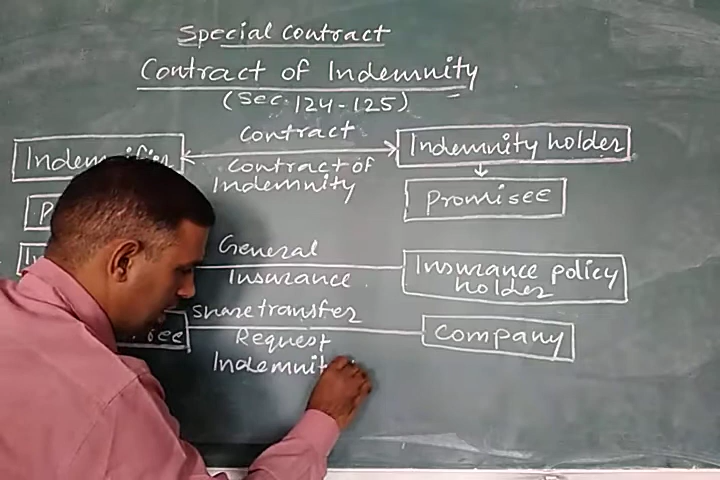 Special Contract
Contract of Indemnity
(Sec. 124-125)
Contract
Indemnifier
Indemnity holder
Contract of
Indemnity
Promisee
General
Insurance
Insurance policy
holder
Share transfer
Company
Request